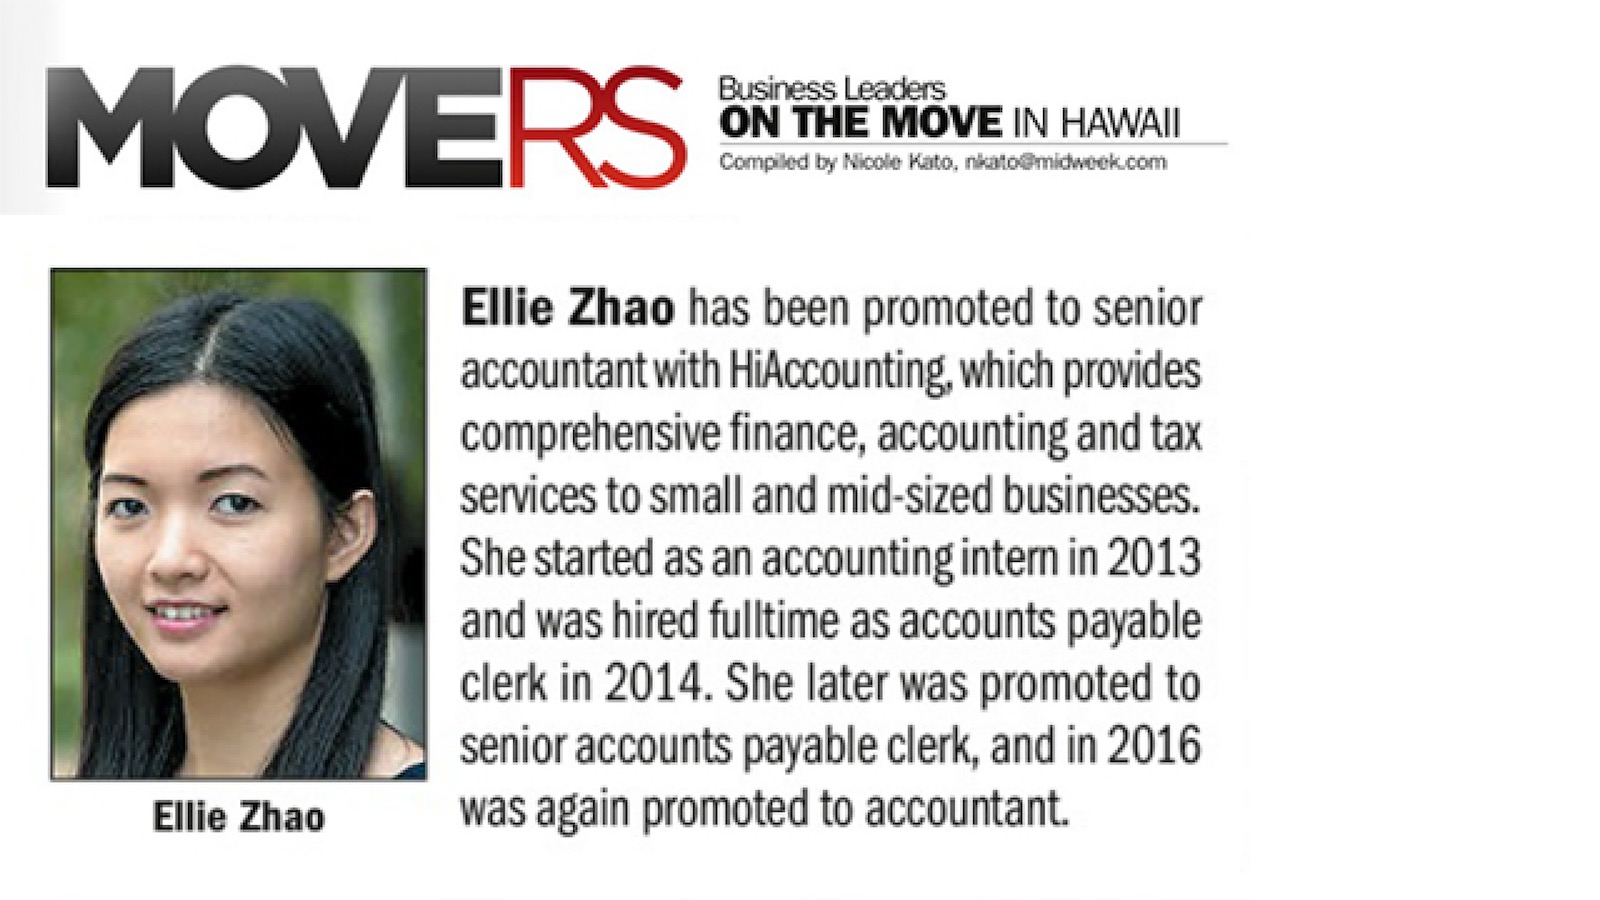 MOVERS
Business Leaders
ON THE MOVE IN HAWAII
Compiled by Nicole Kato, nkato@midweek.com
Ellie Zhao has been promoted to senior
accountant with HiAccounting, which provides
comprehensive finance, accounting and tax
services to small and mid-sized businesses.
She started as an accounting intern in 2013
and was hired fulltime as accounts payable
clerk in 2014. She later was promoted to
senior accounts payable clerk, and in 2016
was again promoted to accountant.
Ellie Zhao